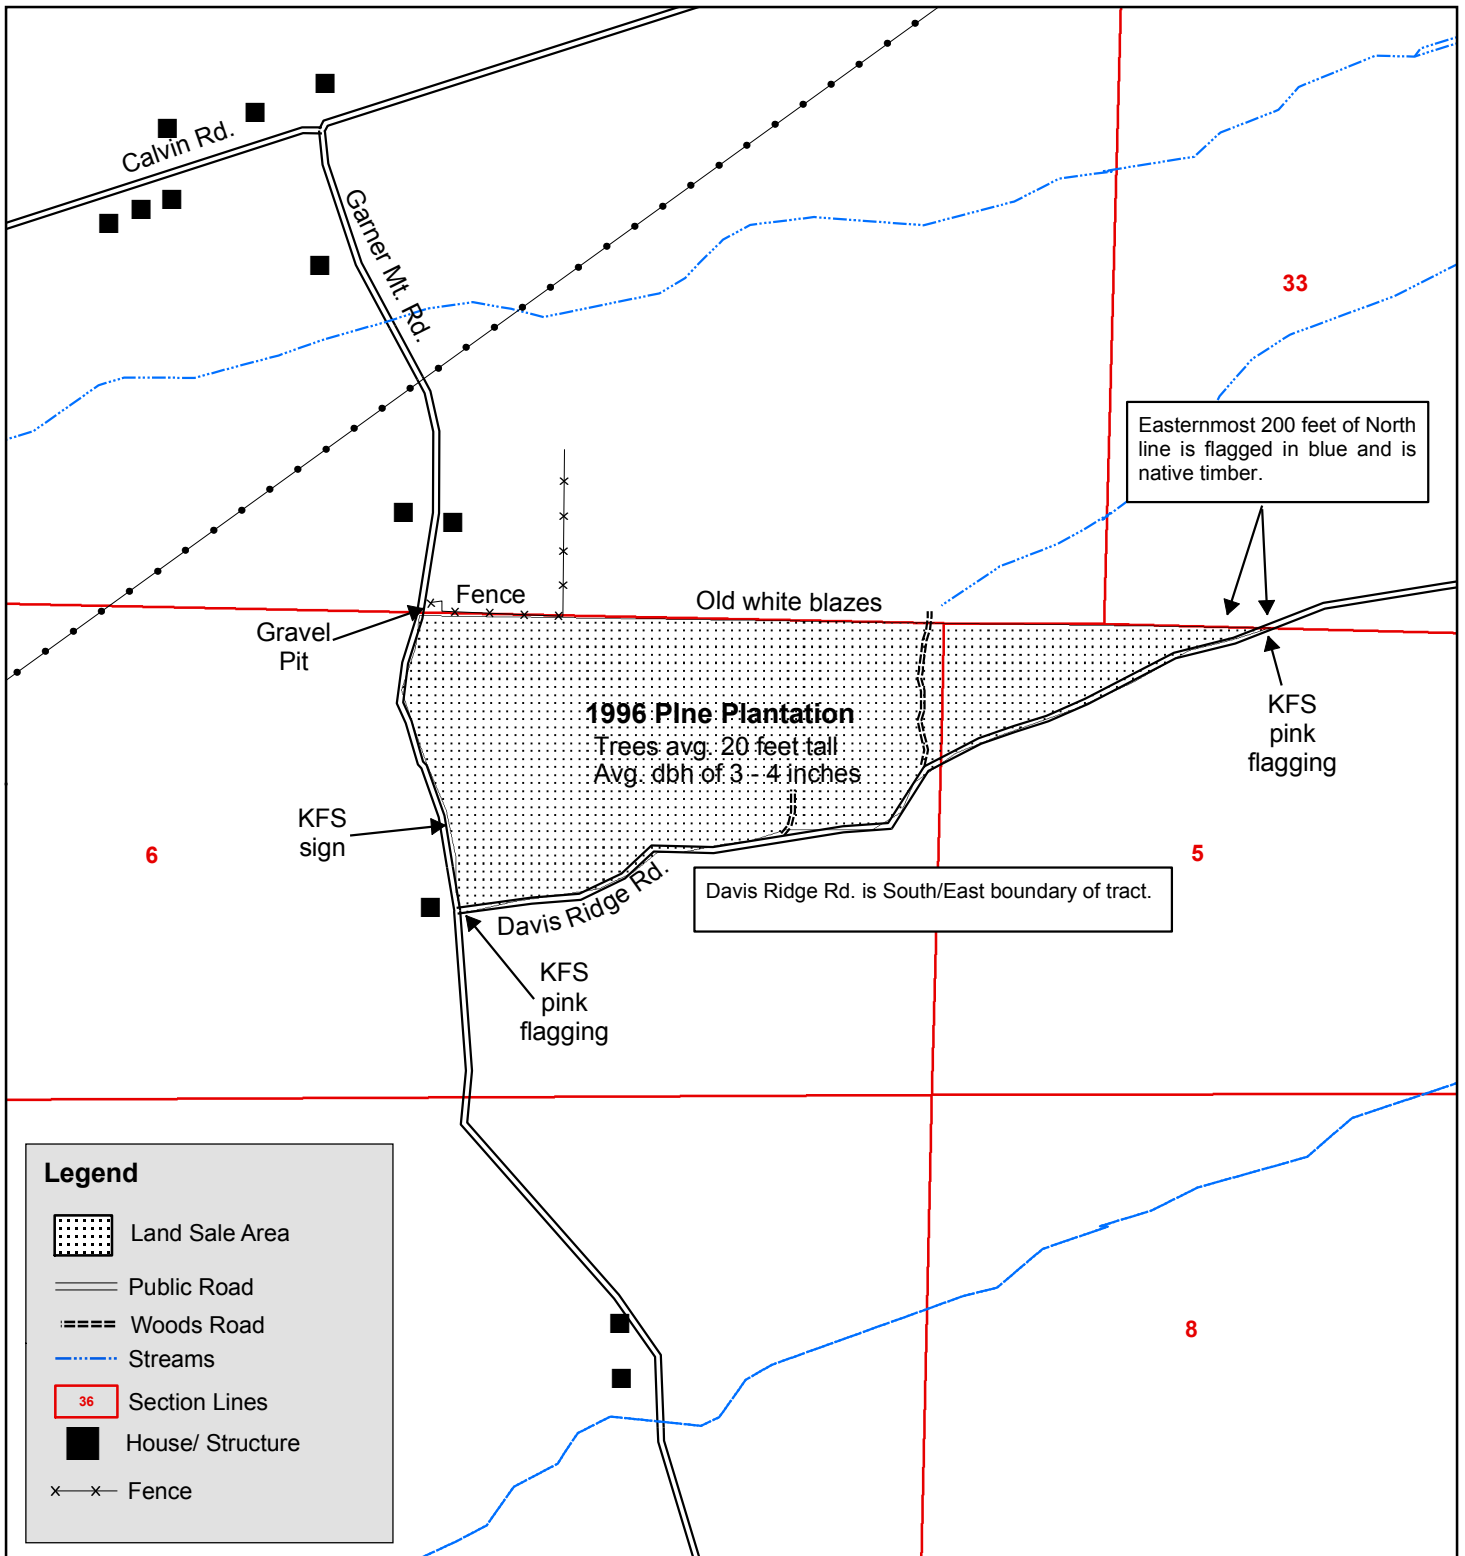 Calvin Rd.
Garner Mt. Rd.
33
Easternmost 200 feet of North
line is flagged in blue and is
native timber.
Fence
Old white blazes
Gravel
Pit
1996 PIne Plantation
Trees avg. 20 feet tall
Avg. dbh of 3 - 4 inches
KFS
pink
flagging
KFS
sign
6
5
Davis Ridge Rd.
Davis Ridge Rd. is South/East boundary of tract.
KFS
pink
flagging
Legend
Land Sale Area
Public Road
Woods Road
Streams
36
Section Lines
House/ Structure
Fence
8